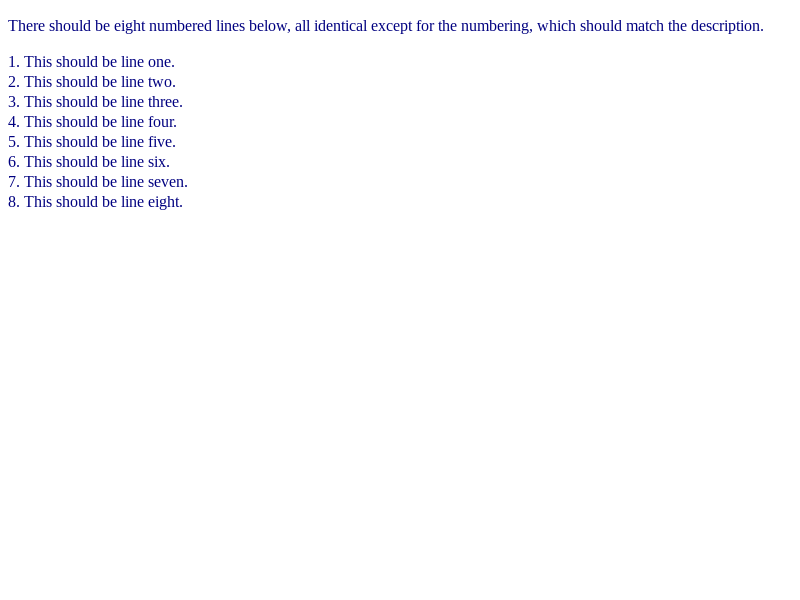 There should be eight numbered lines below, all identical except for the numbering, which should match the description.
1. This should be line one.
2. This should be line two.
3. This should be line three.
4. This should be line four.
5. This should be line five.
6. This should be line six.
7. This should be line seven.
8. This should be line eight.